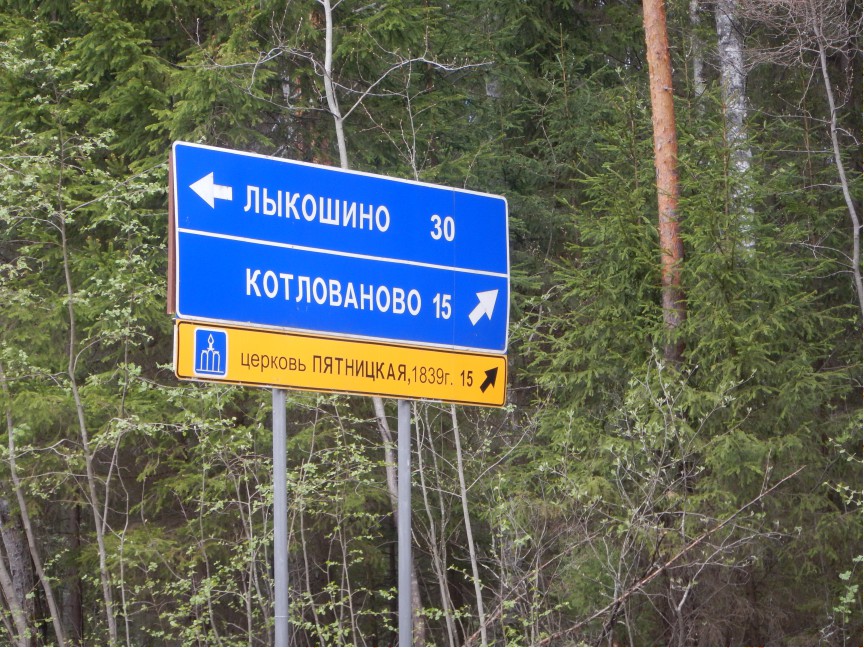 ЛЫКОШИНО 30
КОТЛОВАНОВО 15
церковь ПЯТНИЦКАЯ,1839г. 15